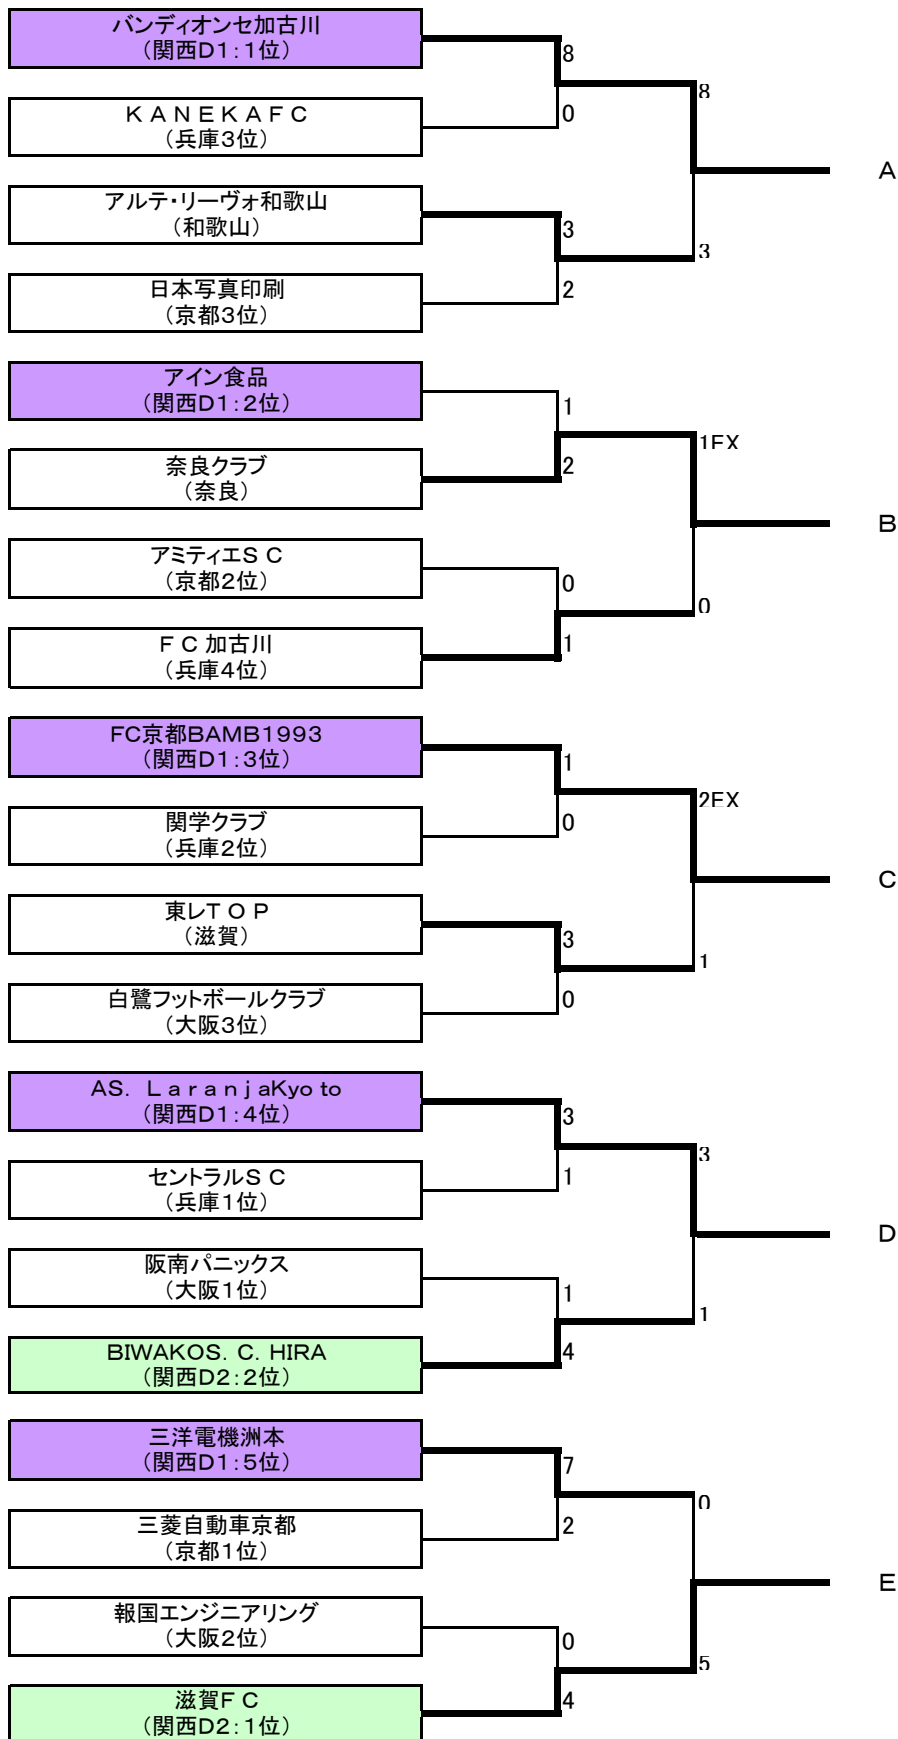 バンディオンセ加古川
（関西D1：1位）
8
8
ＫＡＮＥＫＡＦＣ
（兵庫3位）
0
A
アルテ・リーヴォ和歌山
（和歌山）
3
3
日本写真印刷
（京都3位）
2
アイン食品
（関西D1：2位）
1
1EX
奈良クラブ
（奈良）
2
B
アミティエＳＣ
（京都2位）
0
0
ＦＣ加古川
（兵庫4位）
1
FC京都BAMB1993
（関西D1：3位）
1
2EX
関学クラブ
（兵庫2位）
0
C
東レＴＯＰ
（滋賀）
3
1
白鷺フットボールクラブ
（大阪3位）
0
AS. LaranjaKyoto
（関西D1：4位）
3
3
セントラルＳＣ
（兵庫1位）
1
D
阪南パニックス
（大阪1位）
1
1
BIWAKOS. C. HIRA
（関西D2：2位）
4
三洋電機洲本
（関西D1：5位）
7
0
三菱自動車京都
（京都1位）
2
E
報国エンジニアリング
（大阪2位）
0
5
滋賀ＦＣ
（関西D2：1位）
4